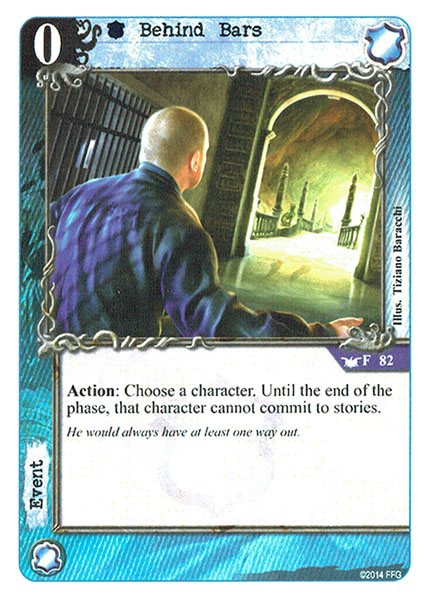 0
Behind Bars
Illus. Tiziano Baracchi
F 82
Action: Choose a character. Until the end of the
phase, that character cannot commit to stories.
He would always have at least one way out.
Event
©2014 FFG